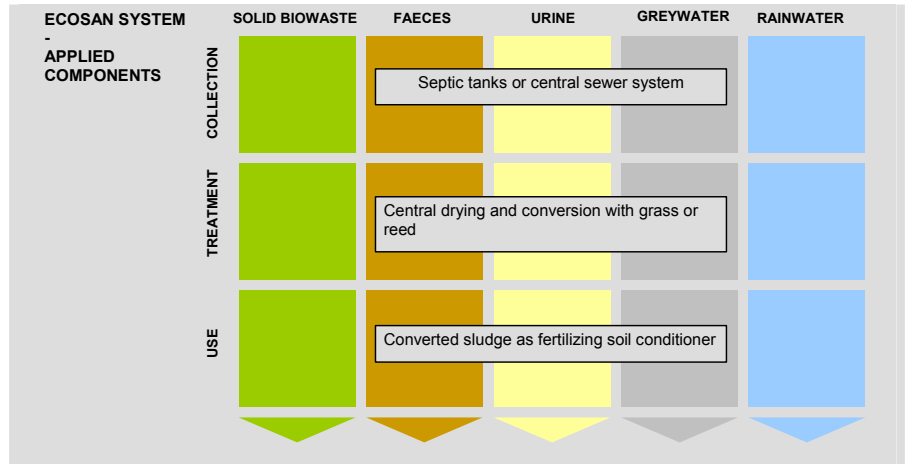 ECOSAN SYSTEM
-
APPLIED
COMPONENTS
SOLID BIOWASTE
FAECES
URINE
GREYWATER
RAINWATER
COLLECTION
Septic tanks or central sewer system
TREATMENT
Central drying and conversion with grass or
reed
USE
Converted sludge as fertilizing soil conditioner